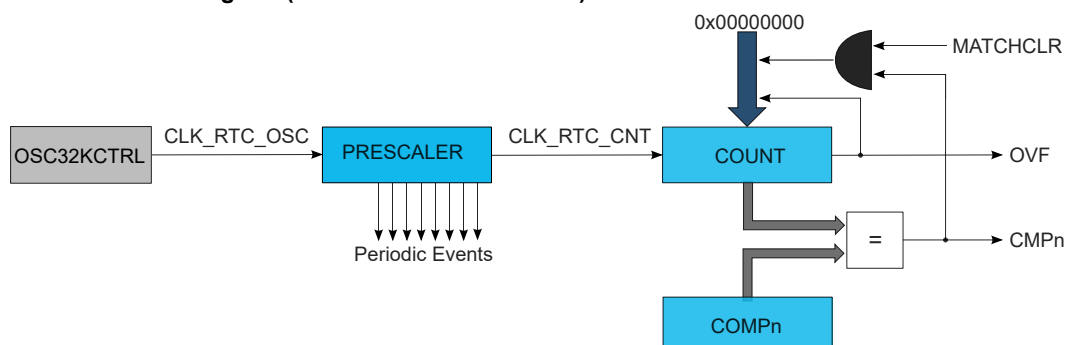 0x00000000
MATCHCLR
OSC32KCTRL
CLK_RTC_OSC
PRESCALER
CLK_RTC_CNT
COUNT
OVF
Periodic Events
=
CMPn
COMPn